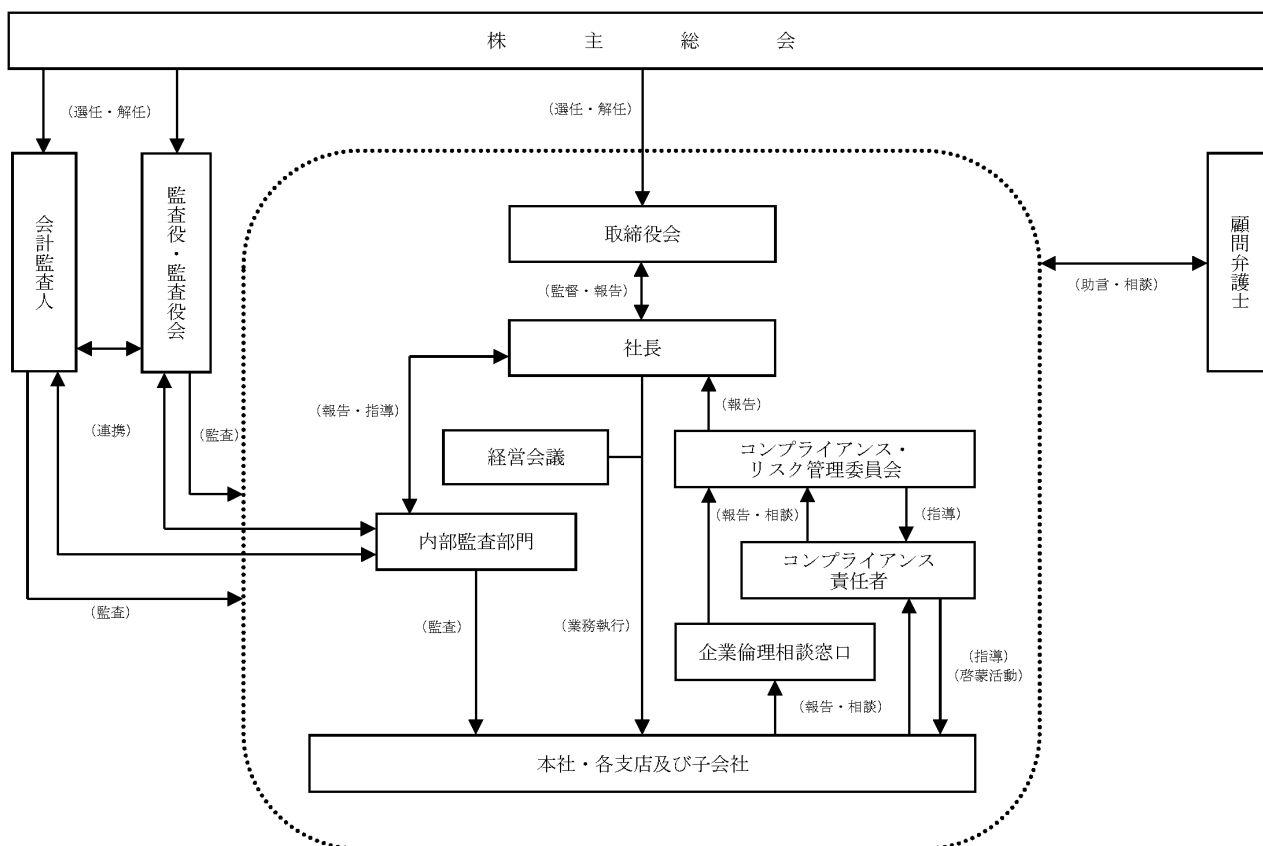 株主総会
(選任・解任)
(選任・解任)
会計監査人
監査役・監査役会
取締役会
顧問弁護士
(助言・相談)
(監督・報告)
社長
(報告・指導)
(報告)
(連携)
(監査)
経営会議
コンプライアンス・
リスク管理委員会
(報告・相談)
(指導)
内部監査部門
コンプライアンス
責任者
(監査)
(監査)
(業務執行)
企業倫理相談窓口
(指導)
(啓蒙活動)
(報告・相談)
本社・各支店及び子会社